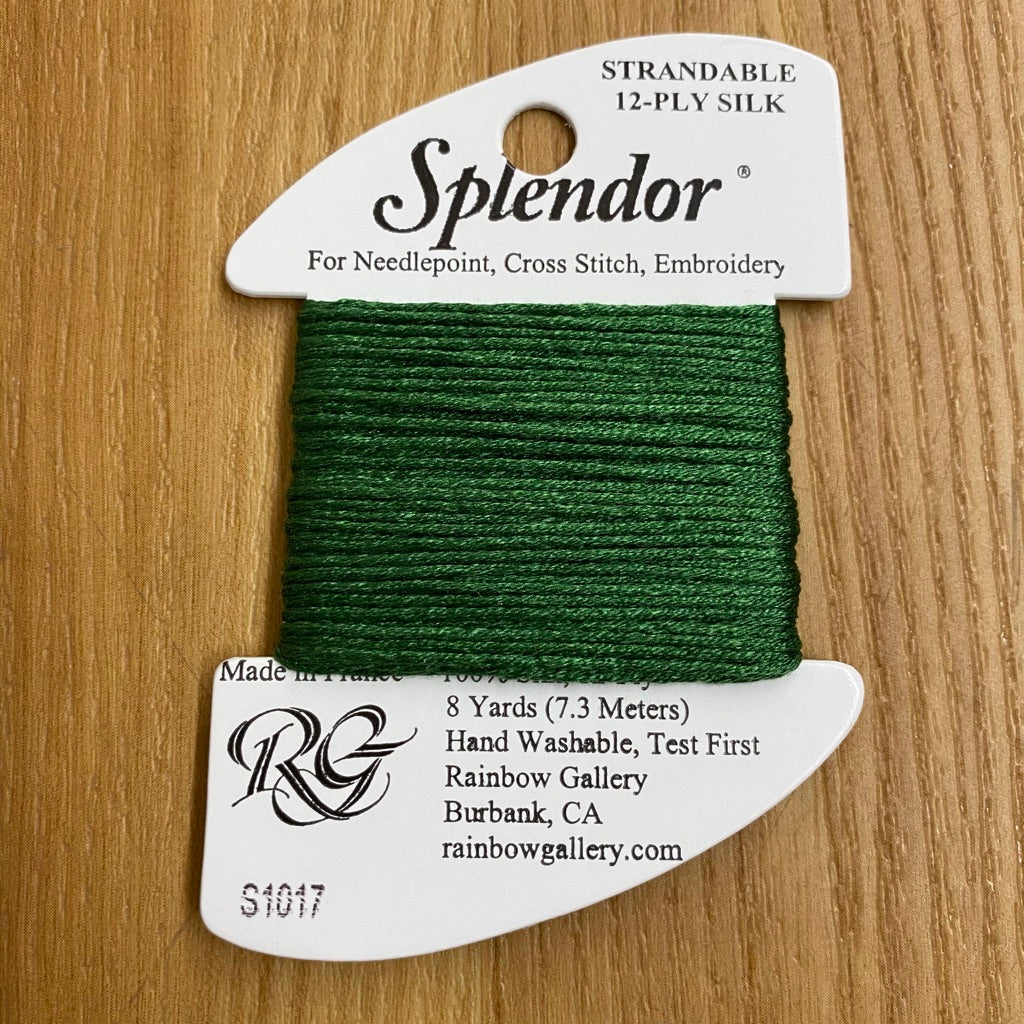 STRANDABLE
12-PLY SILK
Splendor ®
For Needlepoint, Cross Stitch, Embroidery
Made in France
8 Yards (7.3 Meters)
Hand Washable, Test First
RG
Rainbow Gallery
Burbank, CA
rainbowgallery.com
S1017